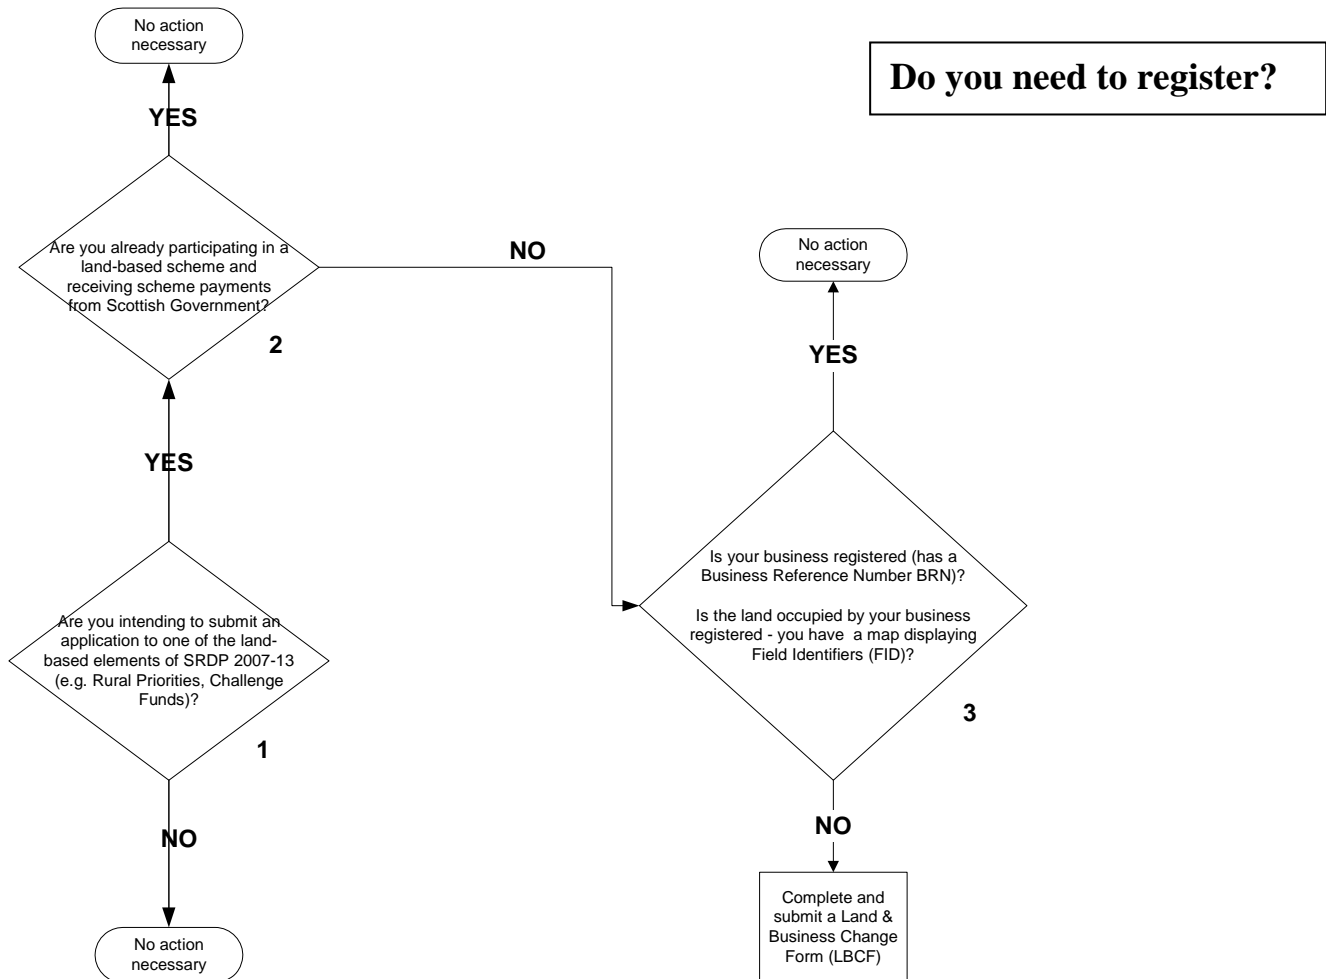 Do you need to register?
No action
necessary
YES
Are you already participating in a
land-based scheme and
receiving scheme payments
from Scottish Government?
2
NO
YES
Are you intending to submit an
application to one of the land-
based elements of SRDP 2007-13
(e.g. Rural Priorities, Challenge
Funds)?
1
NO
No action
necessary
No action
necessary
YES
Is your business registered (has a
Business Reference Number BRN)?
Is the land occupied by your business
registered - you have  a map displaying
Field Identifiers (FID)?
3
NO
Complete and
submit a Land &
Business Change
Form (LBCF)